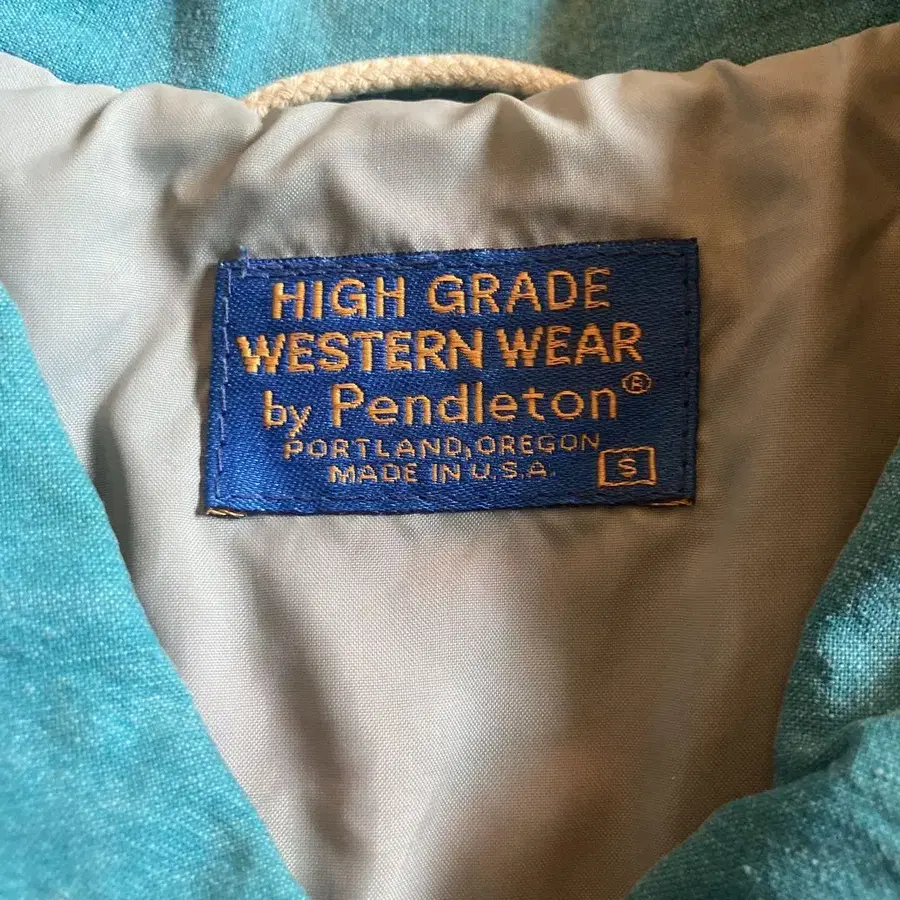 HIGH GRADE
WESTERN WEAR
by Pendleton®
PORTLAND, OREGON
MADE IN U.S.A.
S